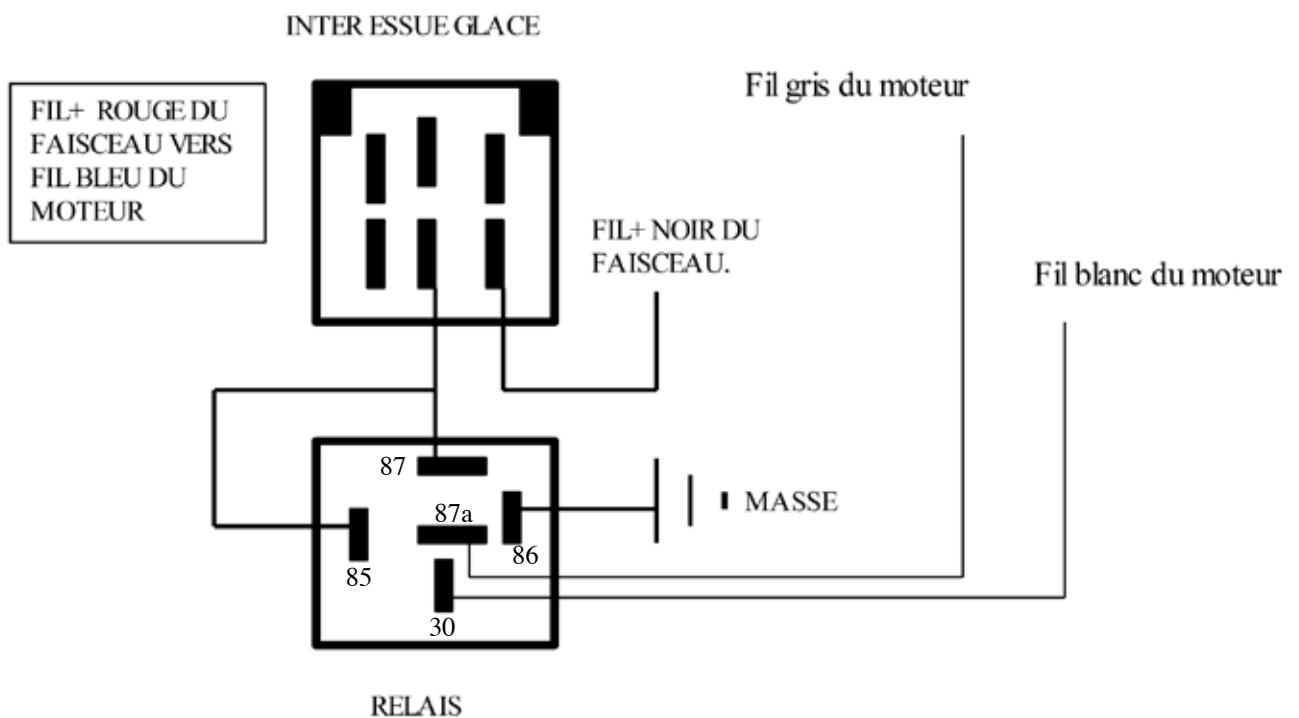 INTER ESSUE GLACE
FIL+ ROUGE DU
FAISCEAU VERS
FIL BLEU DU
MOTEUR
Fil gris du moteur
FIL+ NOIR DU
FAISCEAU.
Fil blanc du moteur
87
87a
86
85
30
MASSE
RELAIS